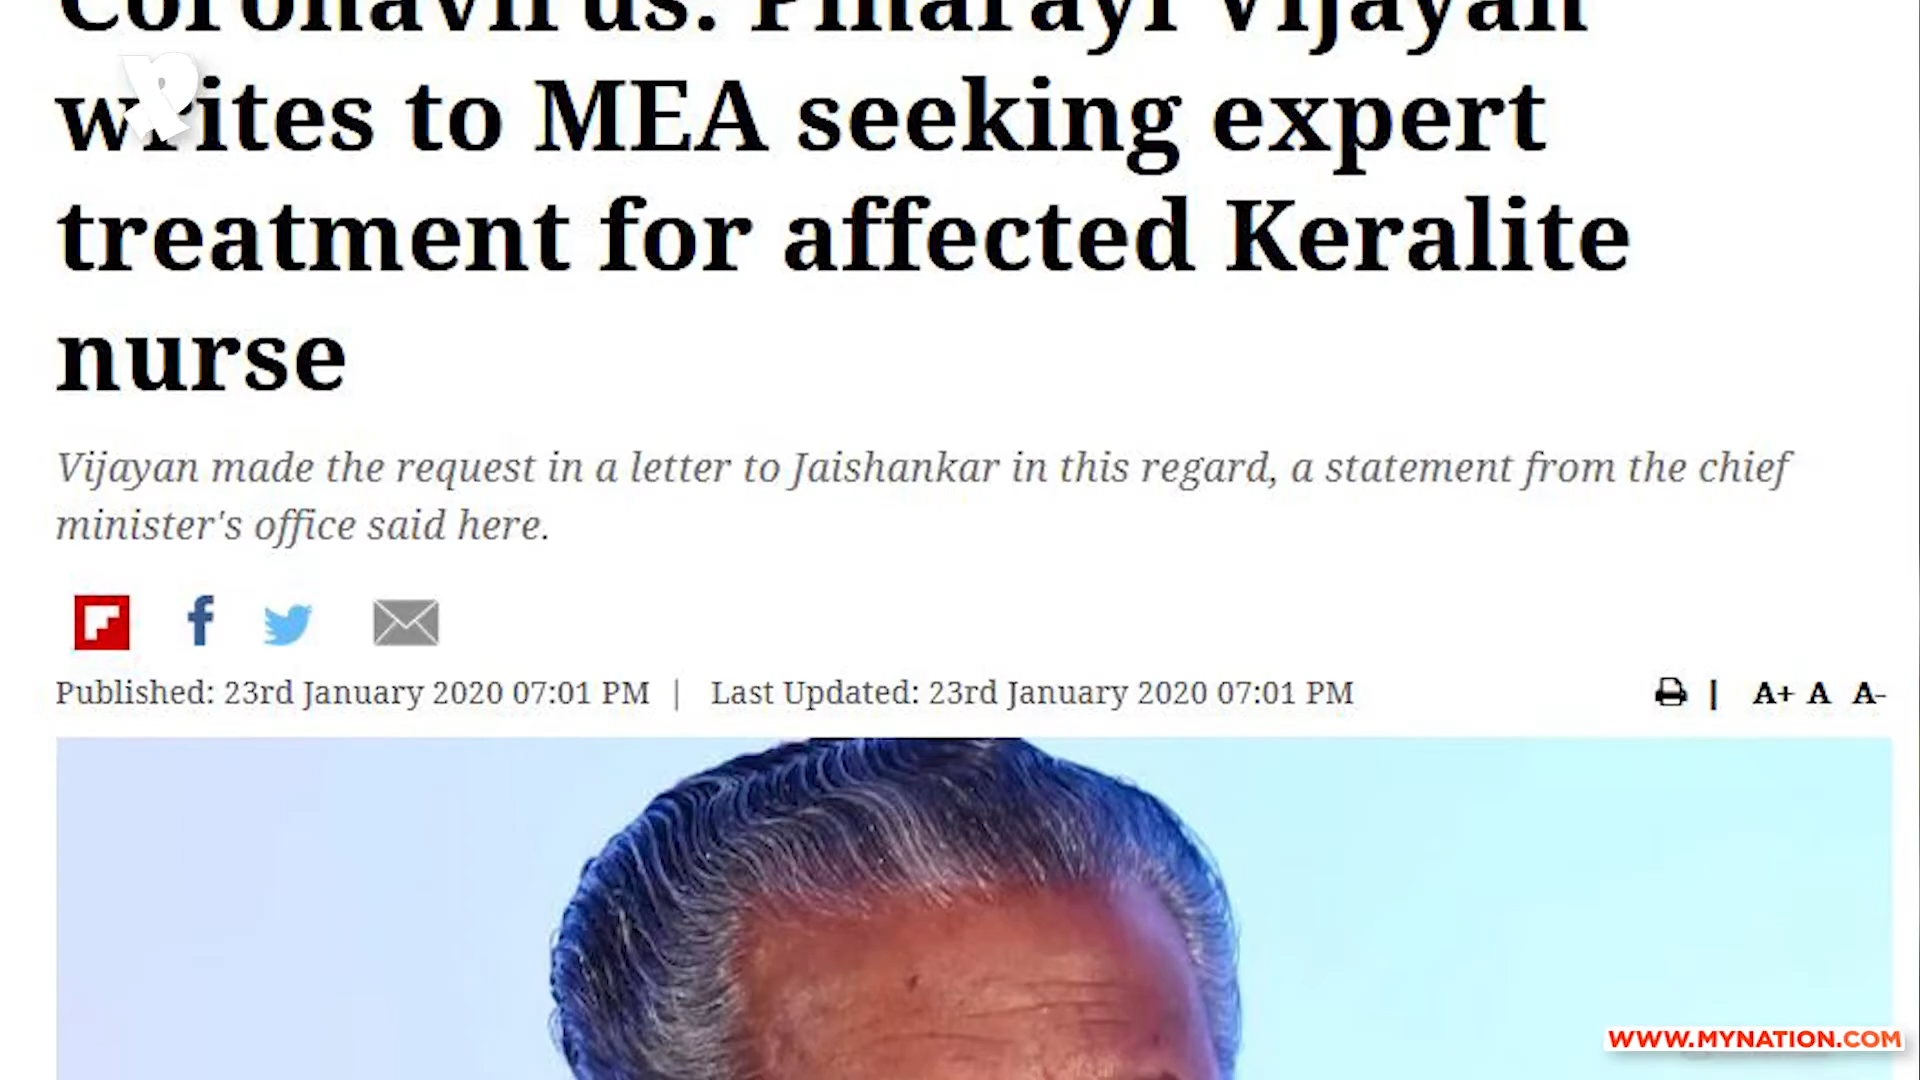 Coronavirus: Pinarayi Vijayan
writes to MEA seeking expert
treatment for affected Keralite
nurse
Vijayan made the request in a letter to Jaishankar in this regard, a statement from the chief
minister's office said here.
Published: 23rd January 2020 07:01 PM | Last Updated: 23rd January 2020 07:01 PM | A+ A A-
WWW.MYNATION.COM